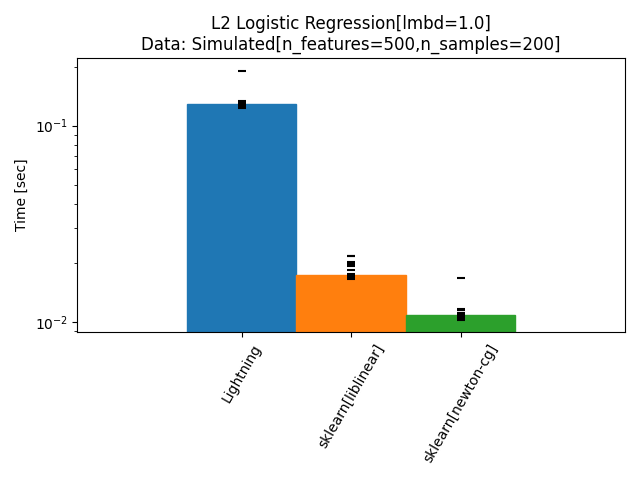 L2 Logistic Regression[lmbd=1.0]
Data: Simulated[n_features=500,n_samples=200]
Time [sec]
10⁻¹
10⁻²
Lightning
sklearn[liblinear]
sklearn[newton-cg]